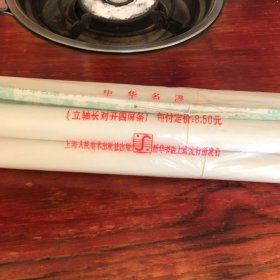 中华名港
(立轴长对开四屏条) 每付定价:8.50元
上海人民美术出版社出版 新华书店上海发行所发行